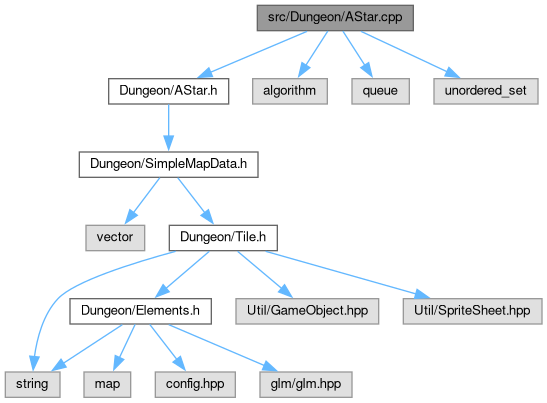 src/Dungeon/AStar.cpp
Dungeon/AStar.h
algorithm
queue
unordered_set
Dungeon/SimpleMapData.h
vector
Dungeon/Tile.h
Dungeon/Elements.h
Util/GameObject.hpp
Util/SpriteSheet.hpp
string
map
config.hpp
glm/glm.hpp